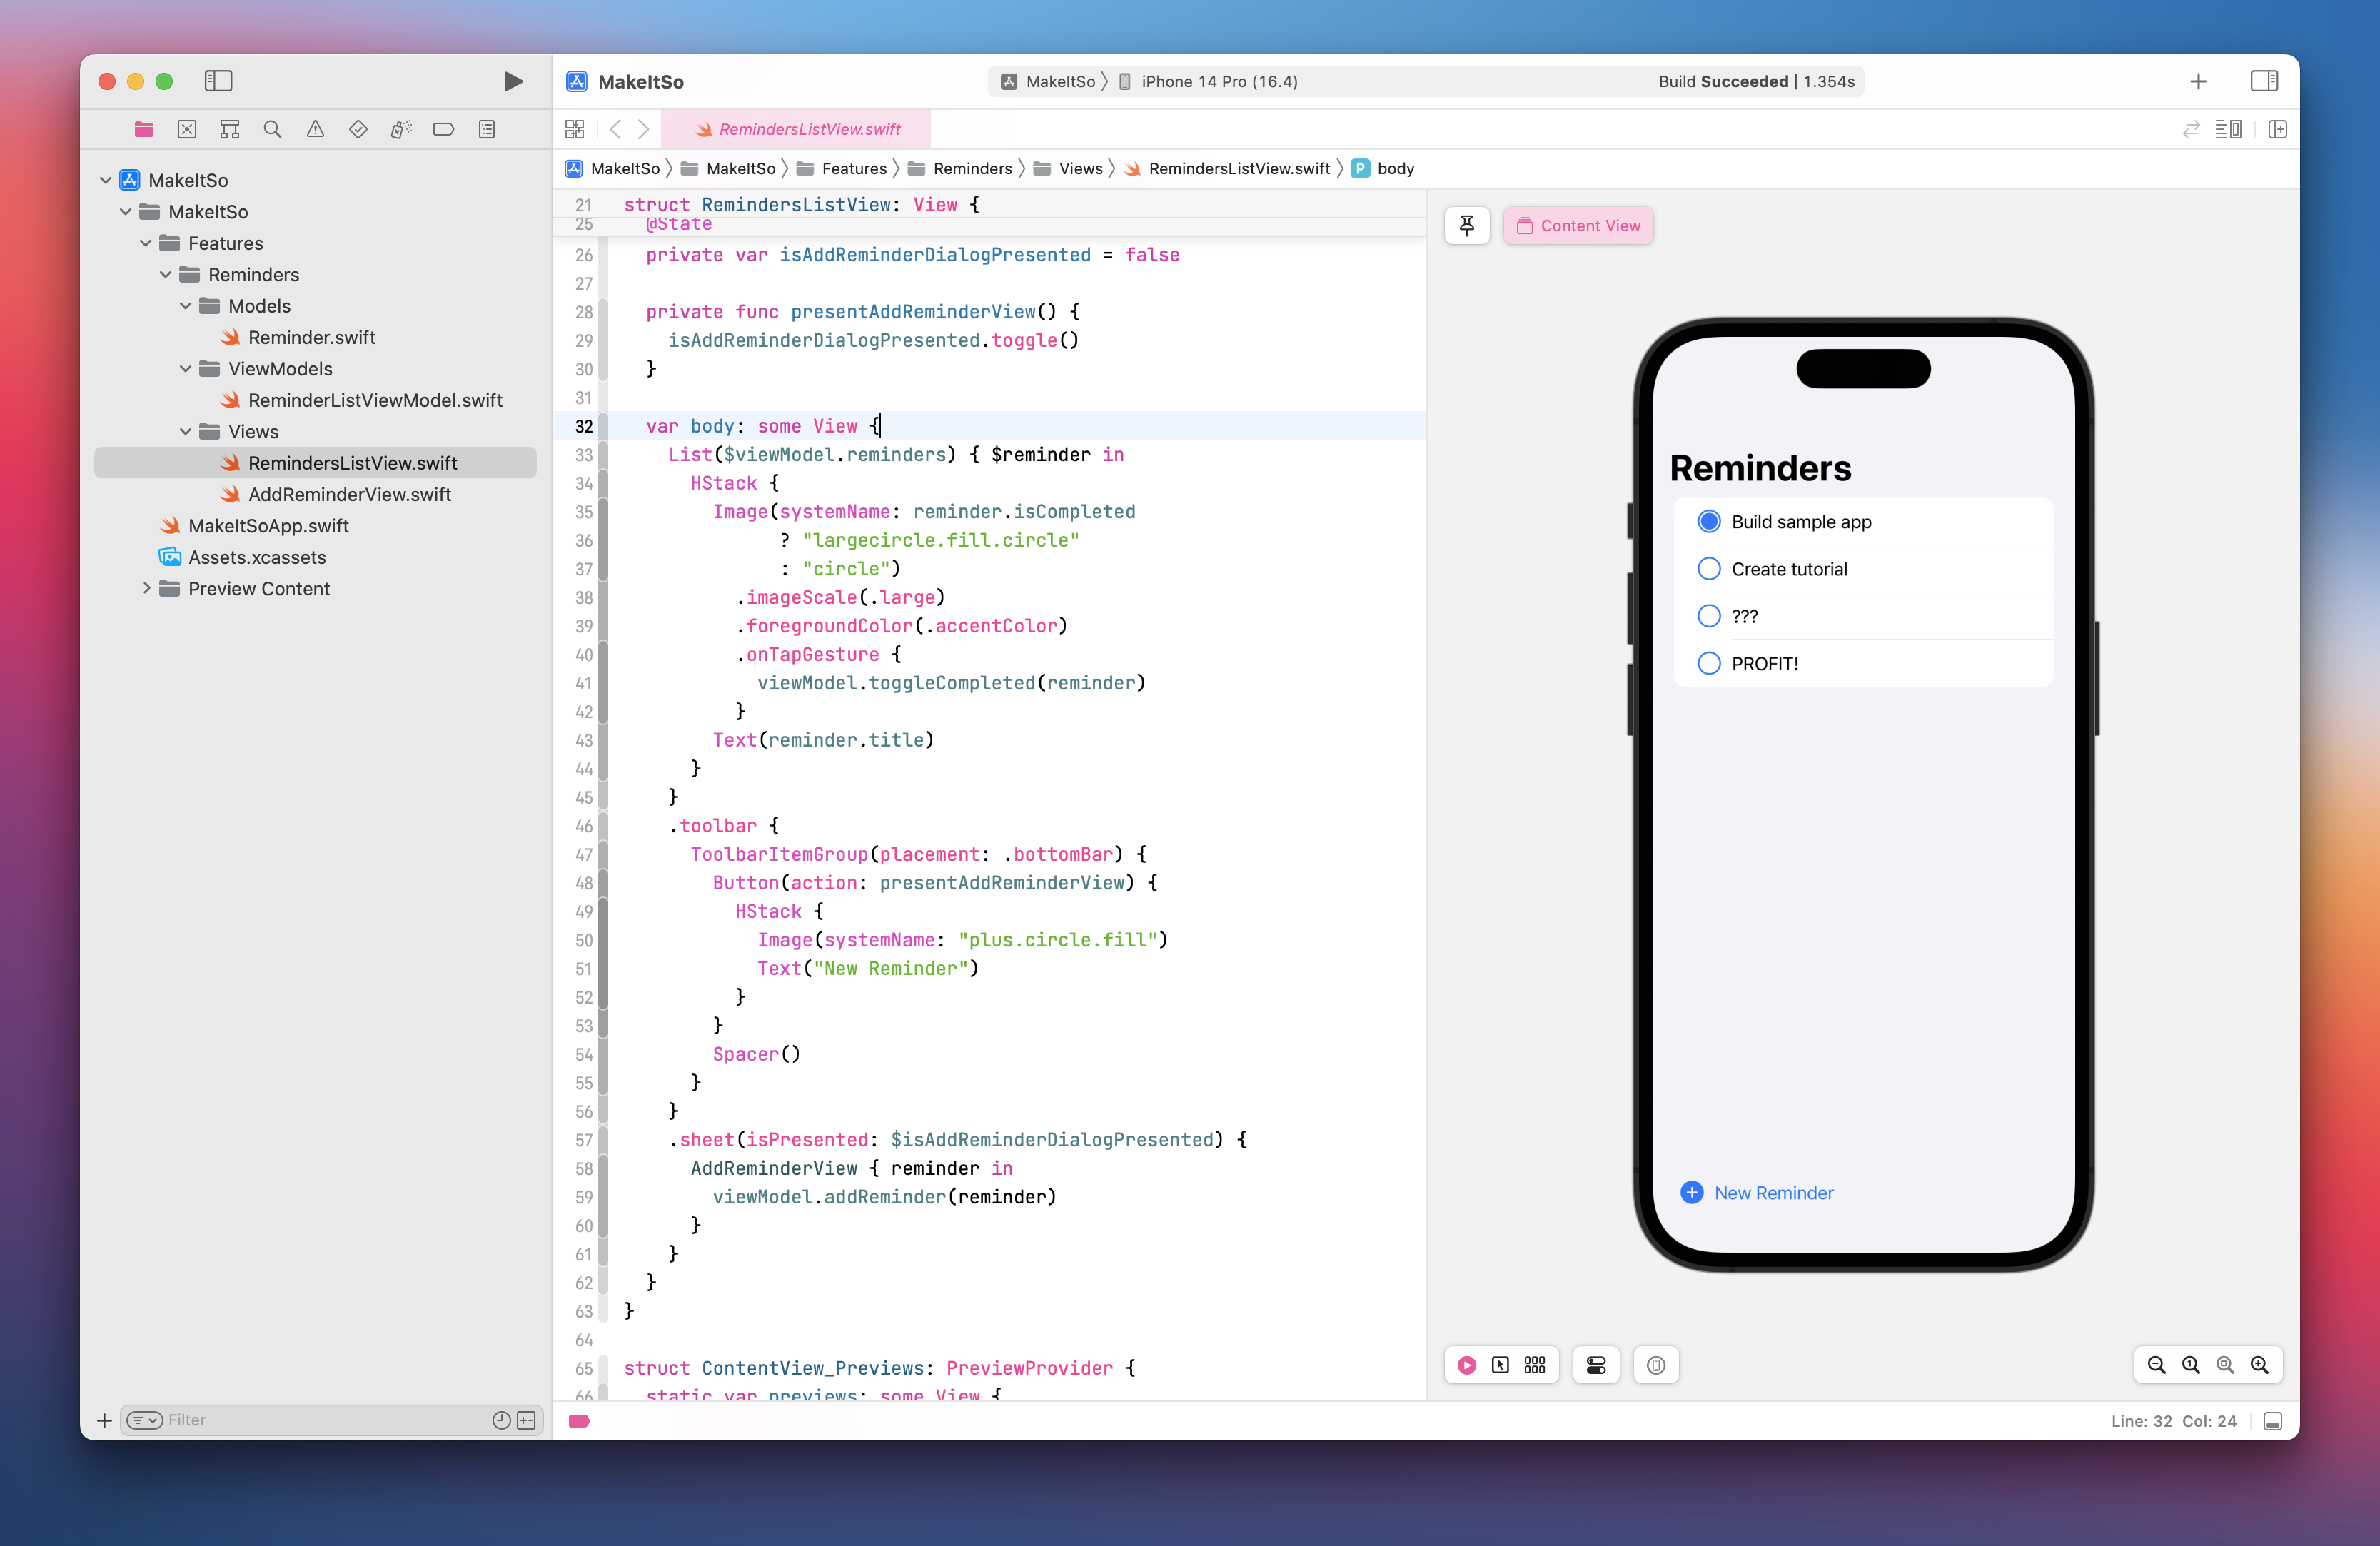 MakeItSo
MakeItSo
Features
Reminders
Models
Reminder.swift
ViewModels
ReminderListViewModel.swift
Views
RemindersListView.swift
AddReminderView.swift
MakeItSoApp.swift
Assets.xcassets
Preview Content
Filter
MakeItSo
MakeItSo iPhone 14 Pro (16.4)
Build Succeeded | 1.354s
RemindersListView.swift
MakeItSo MakeItSo Features Reminders Views RemindersListView.swift P body
21 struct RemindersListView: View {
25 @State
26 private var isAddReminderDialogPresented = false
27
28 private func presentAddReminderView() {
29 isAddReminderDialogPresented.toggle()
30 }
31
32 var body: some View {
33 List($viewModel.reminders) { $reminder in
34 HStack {
35 Image(systemName: reminder.isCompleted
36 ? "largecircle.fill.circle"
37 : "circle")
38 .imageScale(.large)
39 .foregroundColor(.accentColor)
40 .onTapGesture {
41 viewModel.toggleCompleted(reminder)
42 }
43 Text(reminder.title)
44 }
45 }
46 .toolbar {
47 ToolbarItemGroup(placement: .bottomBar) {
48 Button(action: presentAddReminderView) {
49 HStack {
50 Image(systemName: "plus.circle.fill")
51 Text("New Reminder")
52 }
53 }
54 Spacer()
55 }
56 }
57 .sheet(isPresented: $isAddReminderDialogPresented) {
58 AddReminderView { reminder in
59 viewModel.addReminder(reminder)
60 }
61 }
62 }
63 }
64
65 struct ContentView_Previews: PreviewProvider {
66 static var previews: some View {
Content View
Reminders
Build sample app
Create tutorial
???
PROFIT!
New Reminder
Line: 32 Col: 24